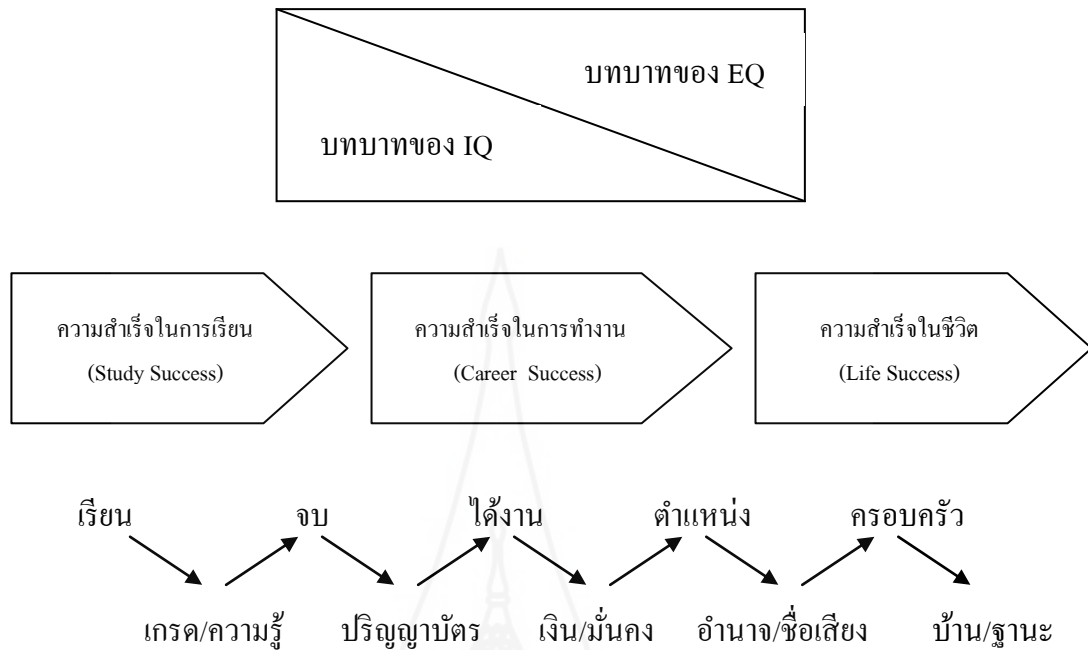 บทบาทของ EQ
บทบาทของ IQ
ความสำเร็จในการเรียน
(Study Success)
ความสำเร็จในการทำงาน
(Career Success)
ความสำเร็จในชีวิต
(Life Success)
เรียน จบ ได้งาน ตำแหน่ง ครอบครัว
เกรด/ความรู้ ปริญญาบัตร เงิน/มั่นคง อำนาจ/ชื่อเสียง บ้าน/ฐานะ